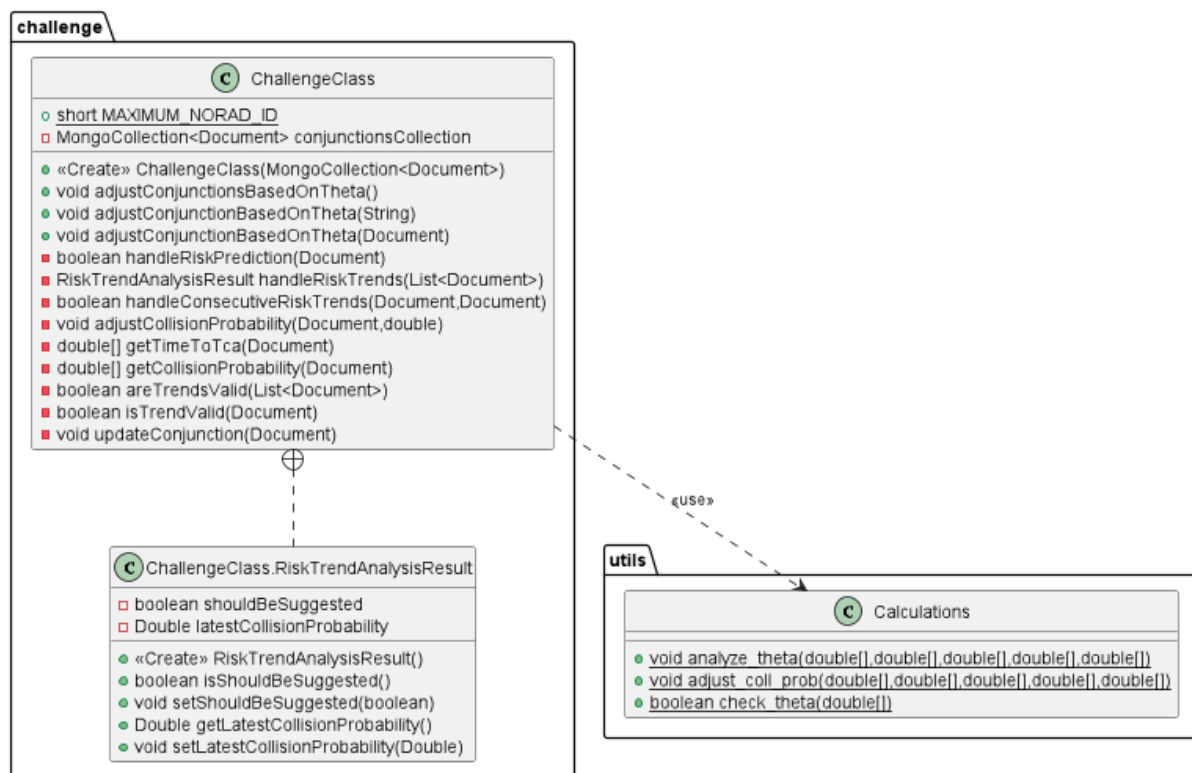 challenge
C ChallengeClass
short MAXIMUM_NORAD_ID
MongoCollection<Document> conjunctionsCollection
«Create» ChallengeClass(MongoCollection<Document>)
void adjustConjunctionsBasedOnTheta()
void adjustConjunctionBasedOnTheta(String)
void adjustConjunctionBasedOnTheta(Document)
boolean handleRiskPrediction(Document)
RiskTrendAnalysisResult handleRiskTrends(List<Document>)
boolean handleConsecutiveRiskTrends(Document,Document)
void adjustCollisionProbability(Document,double)
double[] getTimeToTca(Document)
double[] getCollisionProbability(Document)
boolean areTrendsValid(List<Document>)
boolean isTrendValid(Document)
void updateConjunction(Document)
«use»
C ChallengeClass.RiskTrendAnalysisResult
boolean shouldBeSuggested
Double latestCollisionProbability
«Create» RiskTrendAnalysisResult()
boolean isShouldBeSuggested()
void setShouldBeSuggested(boolean)
Double getLatestCollisionProbability()
void setLatestCollisionProbability(Double)
utils
C Calculations
void analyze_theta(double[],double[],double[],double[],double[])
void adjust_coll_prob(double[],double[],double[],double[],double[])
boolean check_theta(double[])